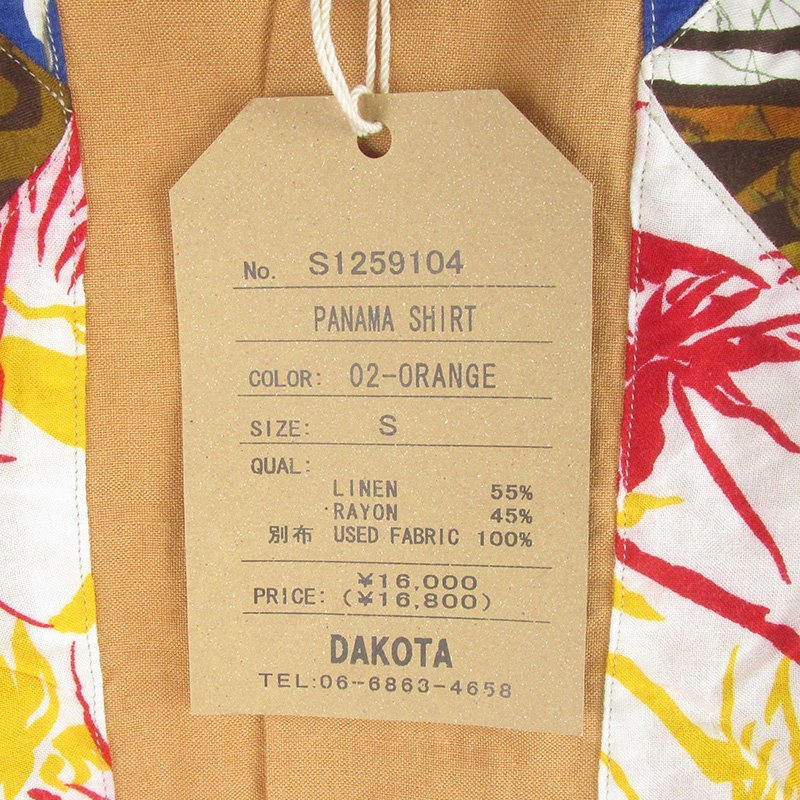 No. S1259104
PANAMA SHIRT
COLOR: 02-ORANGE
SIZE: S
QUAL:
LINEN 55%
RAYON 45%
別布 USED FABRIC 100%
¥16,000
PRICE: (¥16,800)
DAKOTA
TEL:06-6863-4658